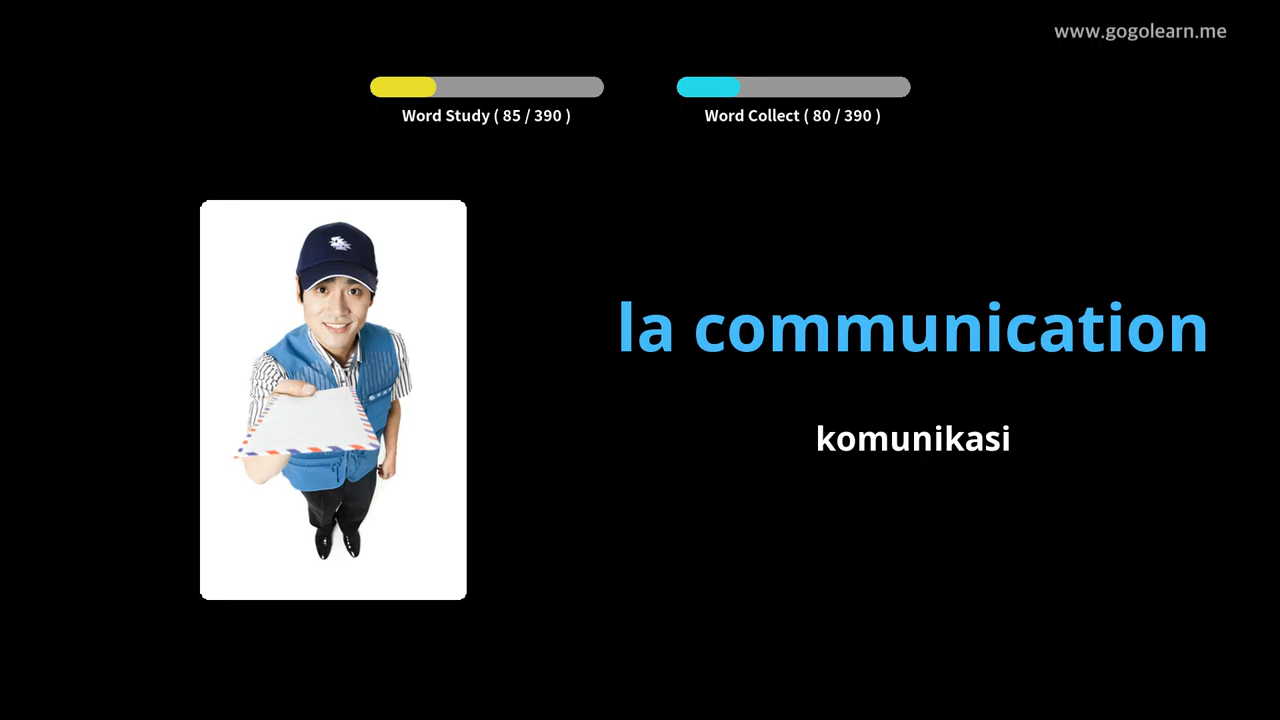 www.gogolearn.me
Word Study ( 85 / 390 )
Word Collect ( 80 / 390 )
la communication
komunikasi